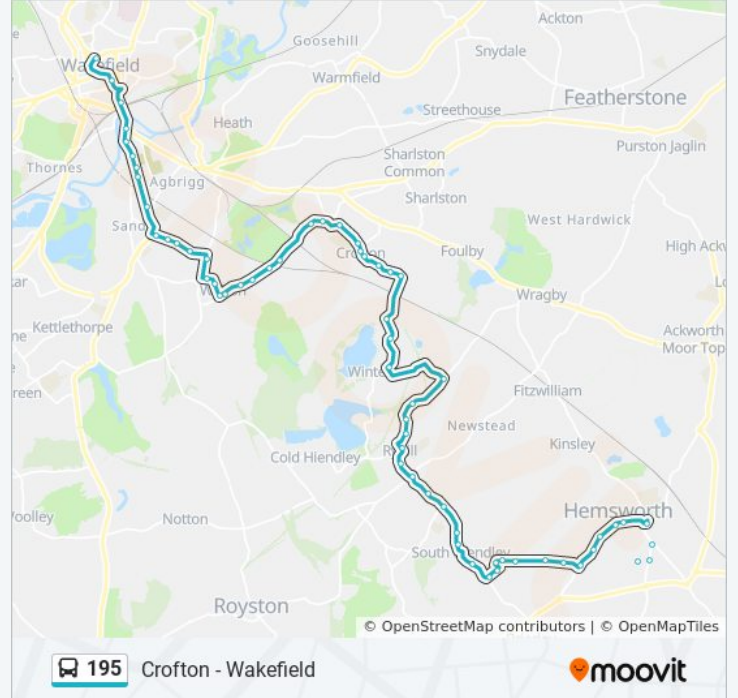 Ackton
Goosehill
Snydale
Warmfield
Featherstone
Streethouse
Heath
Purston Jaglin
Sharlston
Common
Thornes
Agbrigg
Sharlston
West Hardwick
Sand
High Ackw
Foulby
Wragby
Kettlethorpe
Ackworth
Moor Top
Winte
Fitzwilliam
Newstead
Kinsley
Cold Hiendley
Hemsworth
Notton
Royston
© OpenStreetMap contributors | © OpenMapTiles
195 Crofton - Wakefield
moovit